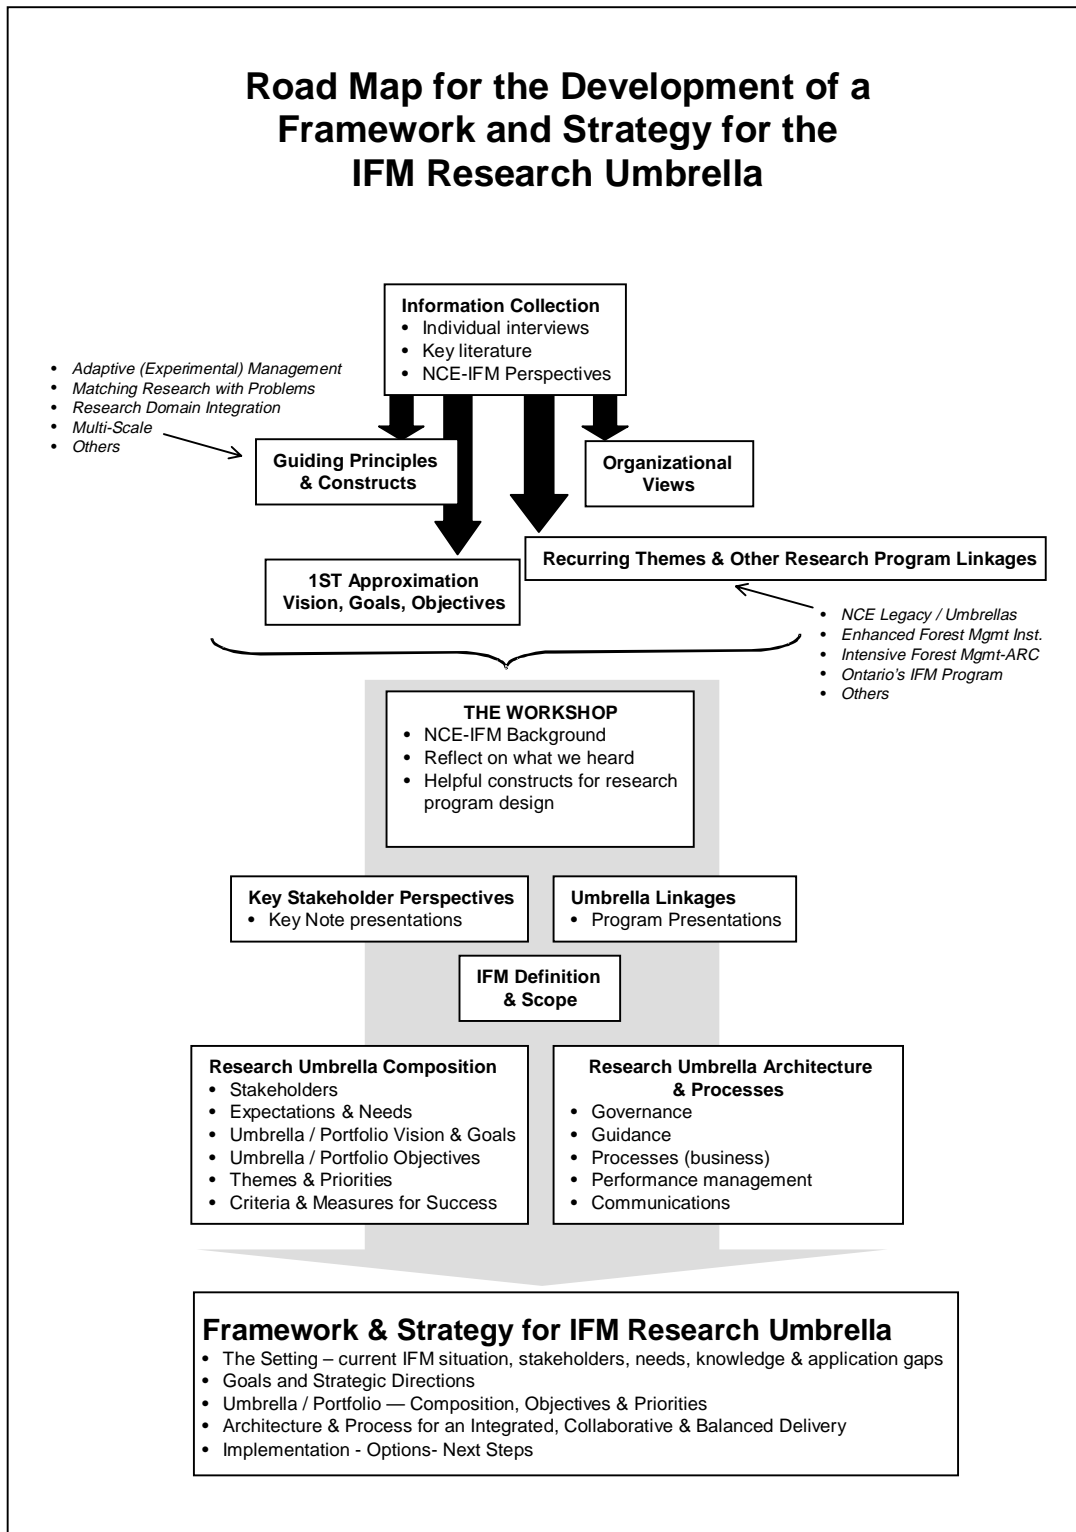 Road Map for the Development of a
Framework and Strategy for the
IFM Research Umbrella
Information Collection
• Individual interviews
• Key literature
• NCE-IFM Perspectives
• Adaptive (Experimental) Management
• Matching Research with Problems
• Research Domain Integration
• Multi-Scale
• Others
Guiding Principles
& Constructs
Organizational
Views
1ST Approximation
Vision, Goals, Objectives
Recurring Themes & Other Research Program Linkages
• NCE Legacy / Umbrellas
• Enhanced Forest Mgmt Inst.
• Intensive Forest Mgmt-ARC
• Ontario's IFM Program
• Others
THE WORKSHOP
• NCE-IFM Background
• Reflect on what we heard
• Helpful constructs for research
program design
Key Stakeholder Perspectives
• Key Note presentations
Umbrella Linkages
• Program Presentations
IFM Definition
& Scope
Research Umbrella Composition
• Stakeholders
• Expectations & Needs
• Umbrella / Portfolio Vision & Goals
• Umbrella / Portfolio Objectives
• Themes & Priorities
• Criteria & Measures for Success
Research Umbrella Architecture
& Processes
• Governance
• Guidance
• Processes (business)
• Performance management
• Communications
Framework & Strategy for IFM Research Umbrella
• The Setting – current IFM situation, stakeholders, needs, knowledge & application gaps
• Goals and Strategic Directions
• Umbrella / Portfolio — Composition, Objectives & Priorities
• Architecture & Process for an Integrated, Collaborative & Balanced Delivery
• Implementation - Options- Next Steps